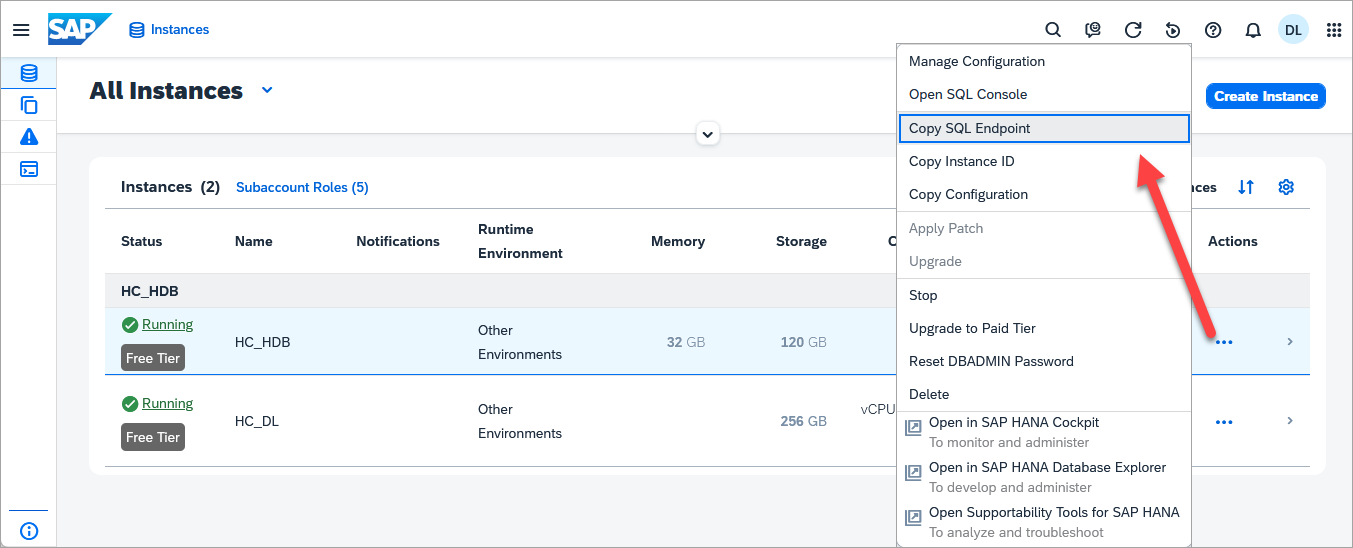 SAP
Instances
DL
All Instances
Create Instance
Manage Configuration
Open SQL Console
Copy SQL Endpoint
Copy Instance ID
Copy Configuration
Apply Patch
Upgrade
Stop
Upgrade to Paid Tier
Reset DBADMIN Password
Delete
Open in SAP HANA Cockpit
To monitor and administer
Open in SAP HANA Database Explorer
To develop and administer
Open Supportability Tools for SAP HANA
To analyze and troubleshoot
Instances (2)
Subaccount Roles (5)
Status
Name
Notifications
Runtime
Environment
Memory
Storage
Actions
HC_HDB
Running
Free Tier
HC_HDB
Other
Environments
32 GB
120 GB
Running
Free Tier
HC_DL
Other
Environments
256 GB
vCPU